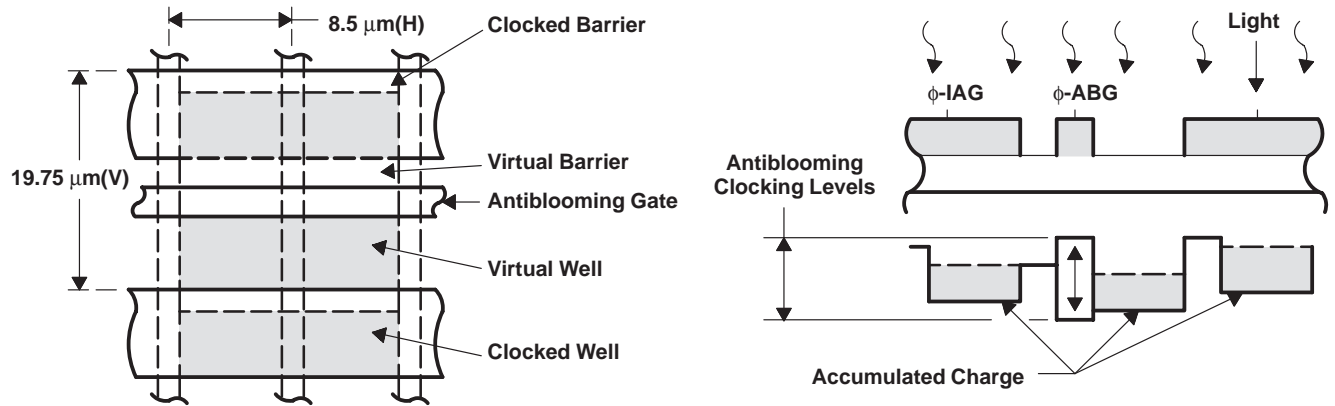 8.5 μm(H)
Clocked Barrier
19.75 μm(V)
Virtual Barrier
Antiblooming Gate
Virtual Well
Clocked Well
Light
ϕ-IAG
ϕ-ABG
Antiblooming
Clocking Levels
Accumulated Charge